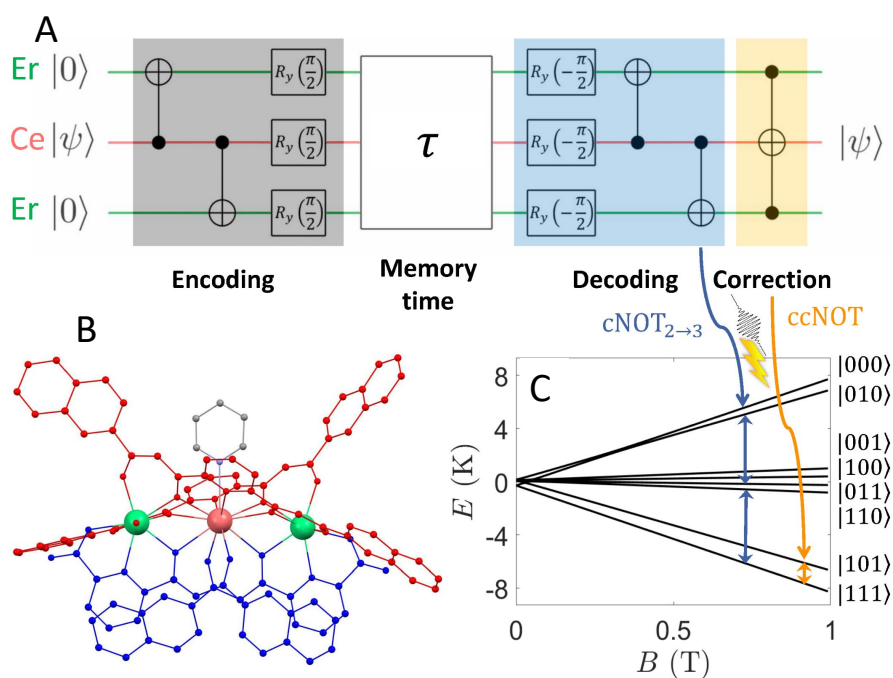 A
Er |0⟩
Ce |ψ⟩
Er |0⟩
R_y(π/2)
R_y(π/2)
R_y(π/2)
τ
R_y(−π/2)
R_y(−π/2)
R_y(−π/2)
|ψ⟩
Encoding
Memory
time
Decoding
Correction
cNOT₂→₃
ccNOT
B
C
E (K)
8
4
0
-4
-8
0
0.5
1
B (T)
|000⟩
|010⟩
|001⟩
|100⟩
|011⟩
|110⟩
|101⟩
|111⟩